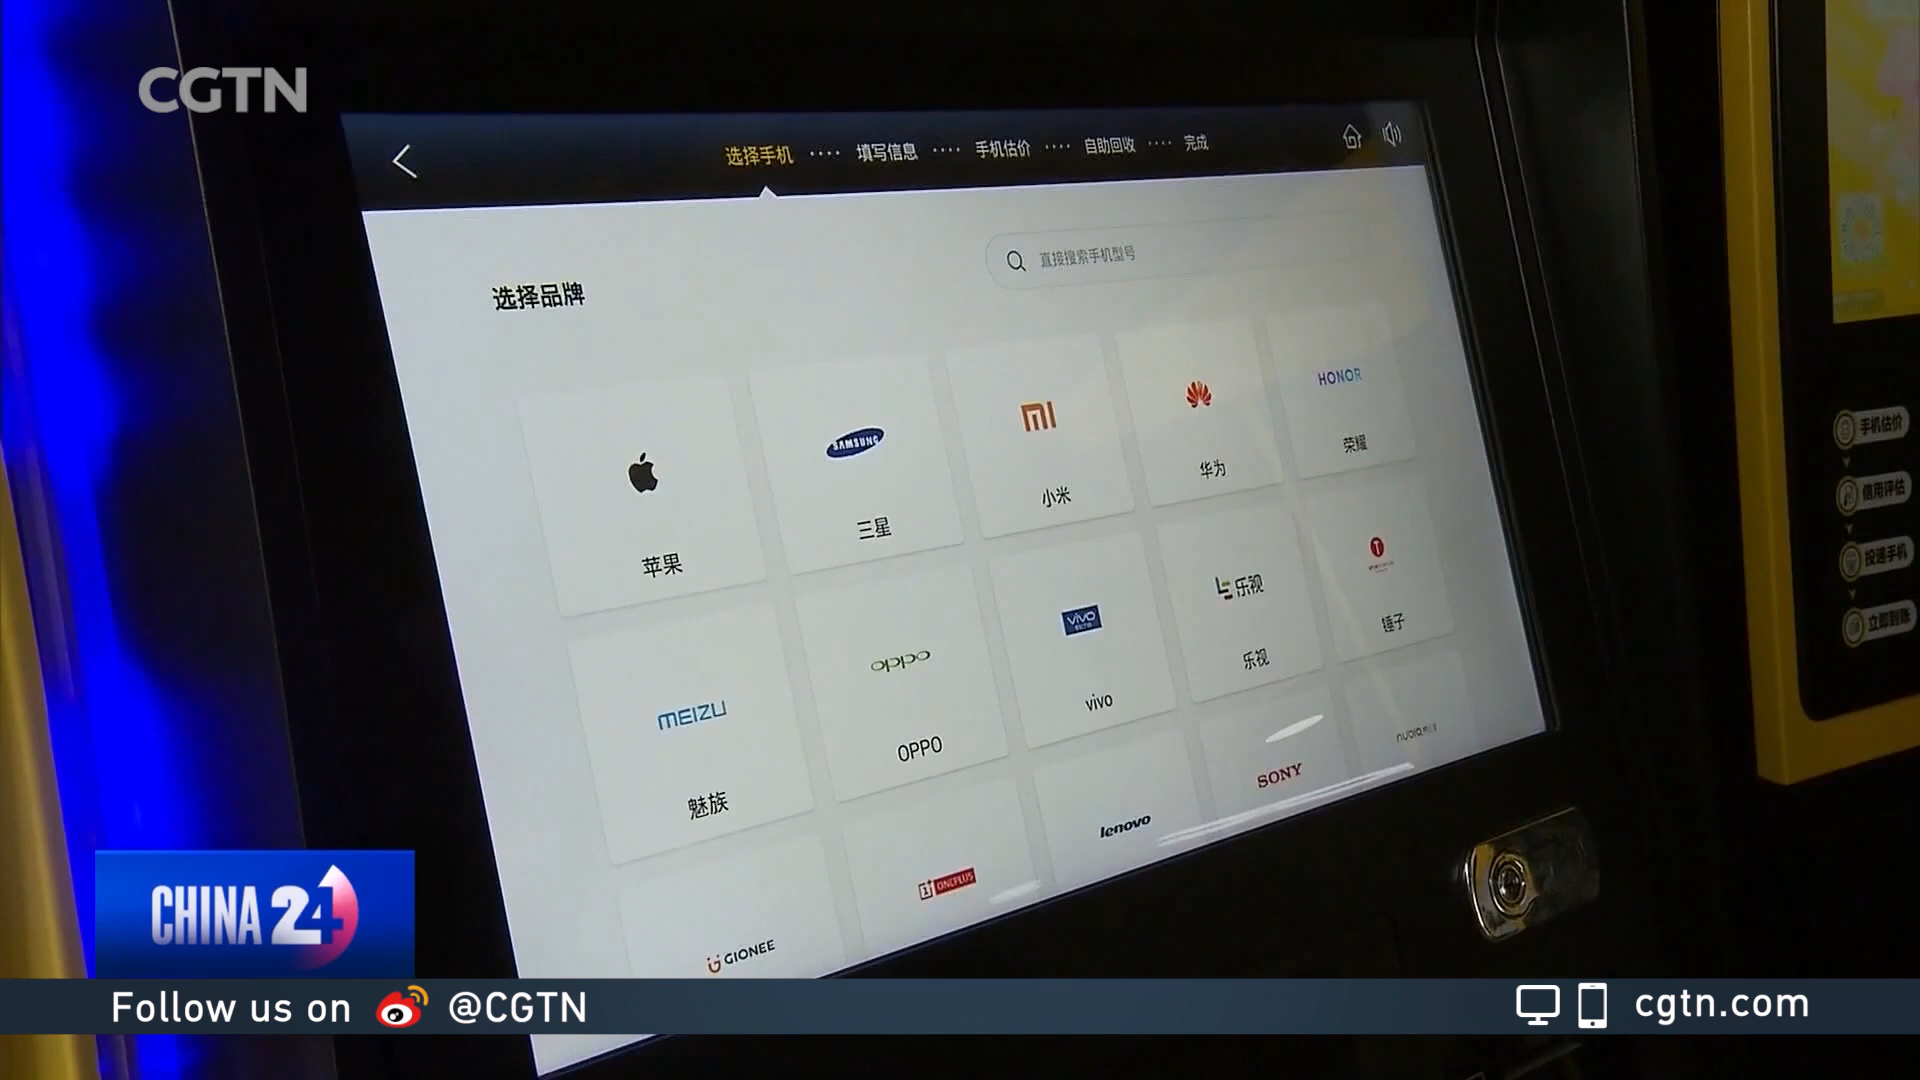 CGTN
选择手机 ···· 填写信息 ···· 手机估价 ···· 自助回收 ···· 完成
直接搜索手机型号
选择品牌
SAMSUNG
HONOR
苹果
三星
小米
华为
荣耀
MEIZU
oppo
vivo
乐视
魅族
OPPO
vivo
乐视
锤子
GIONEE
ONEPLUS
lenovo
SONY
nubia
手机估价
信用评估
投递手机
立即到账
CHINA 24
Follow us on @CGTN
cgtn.com